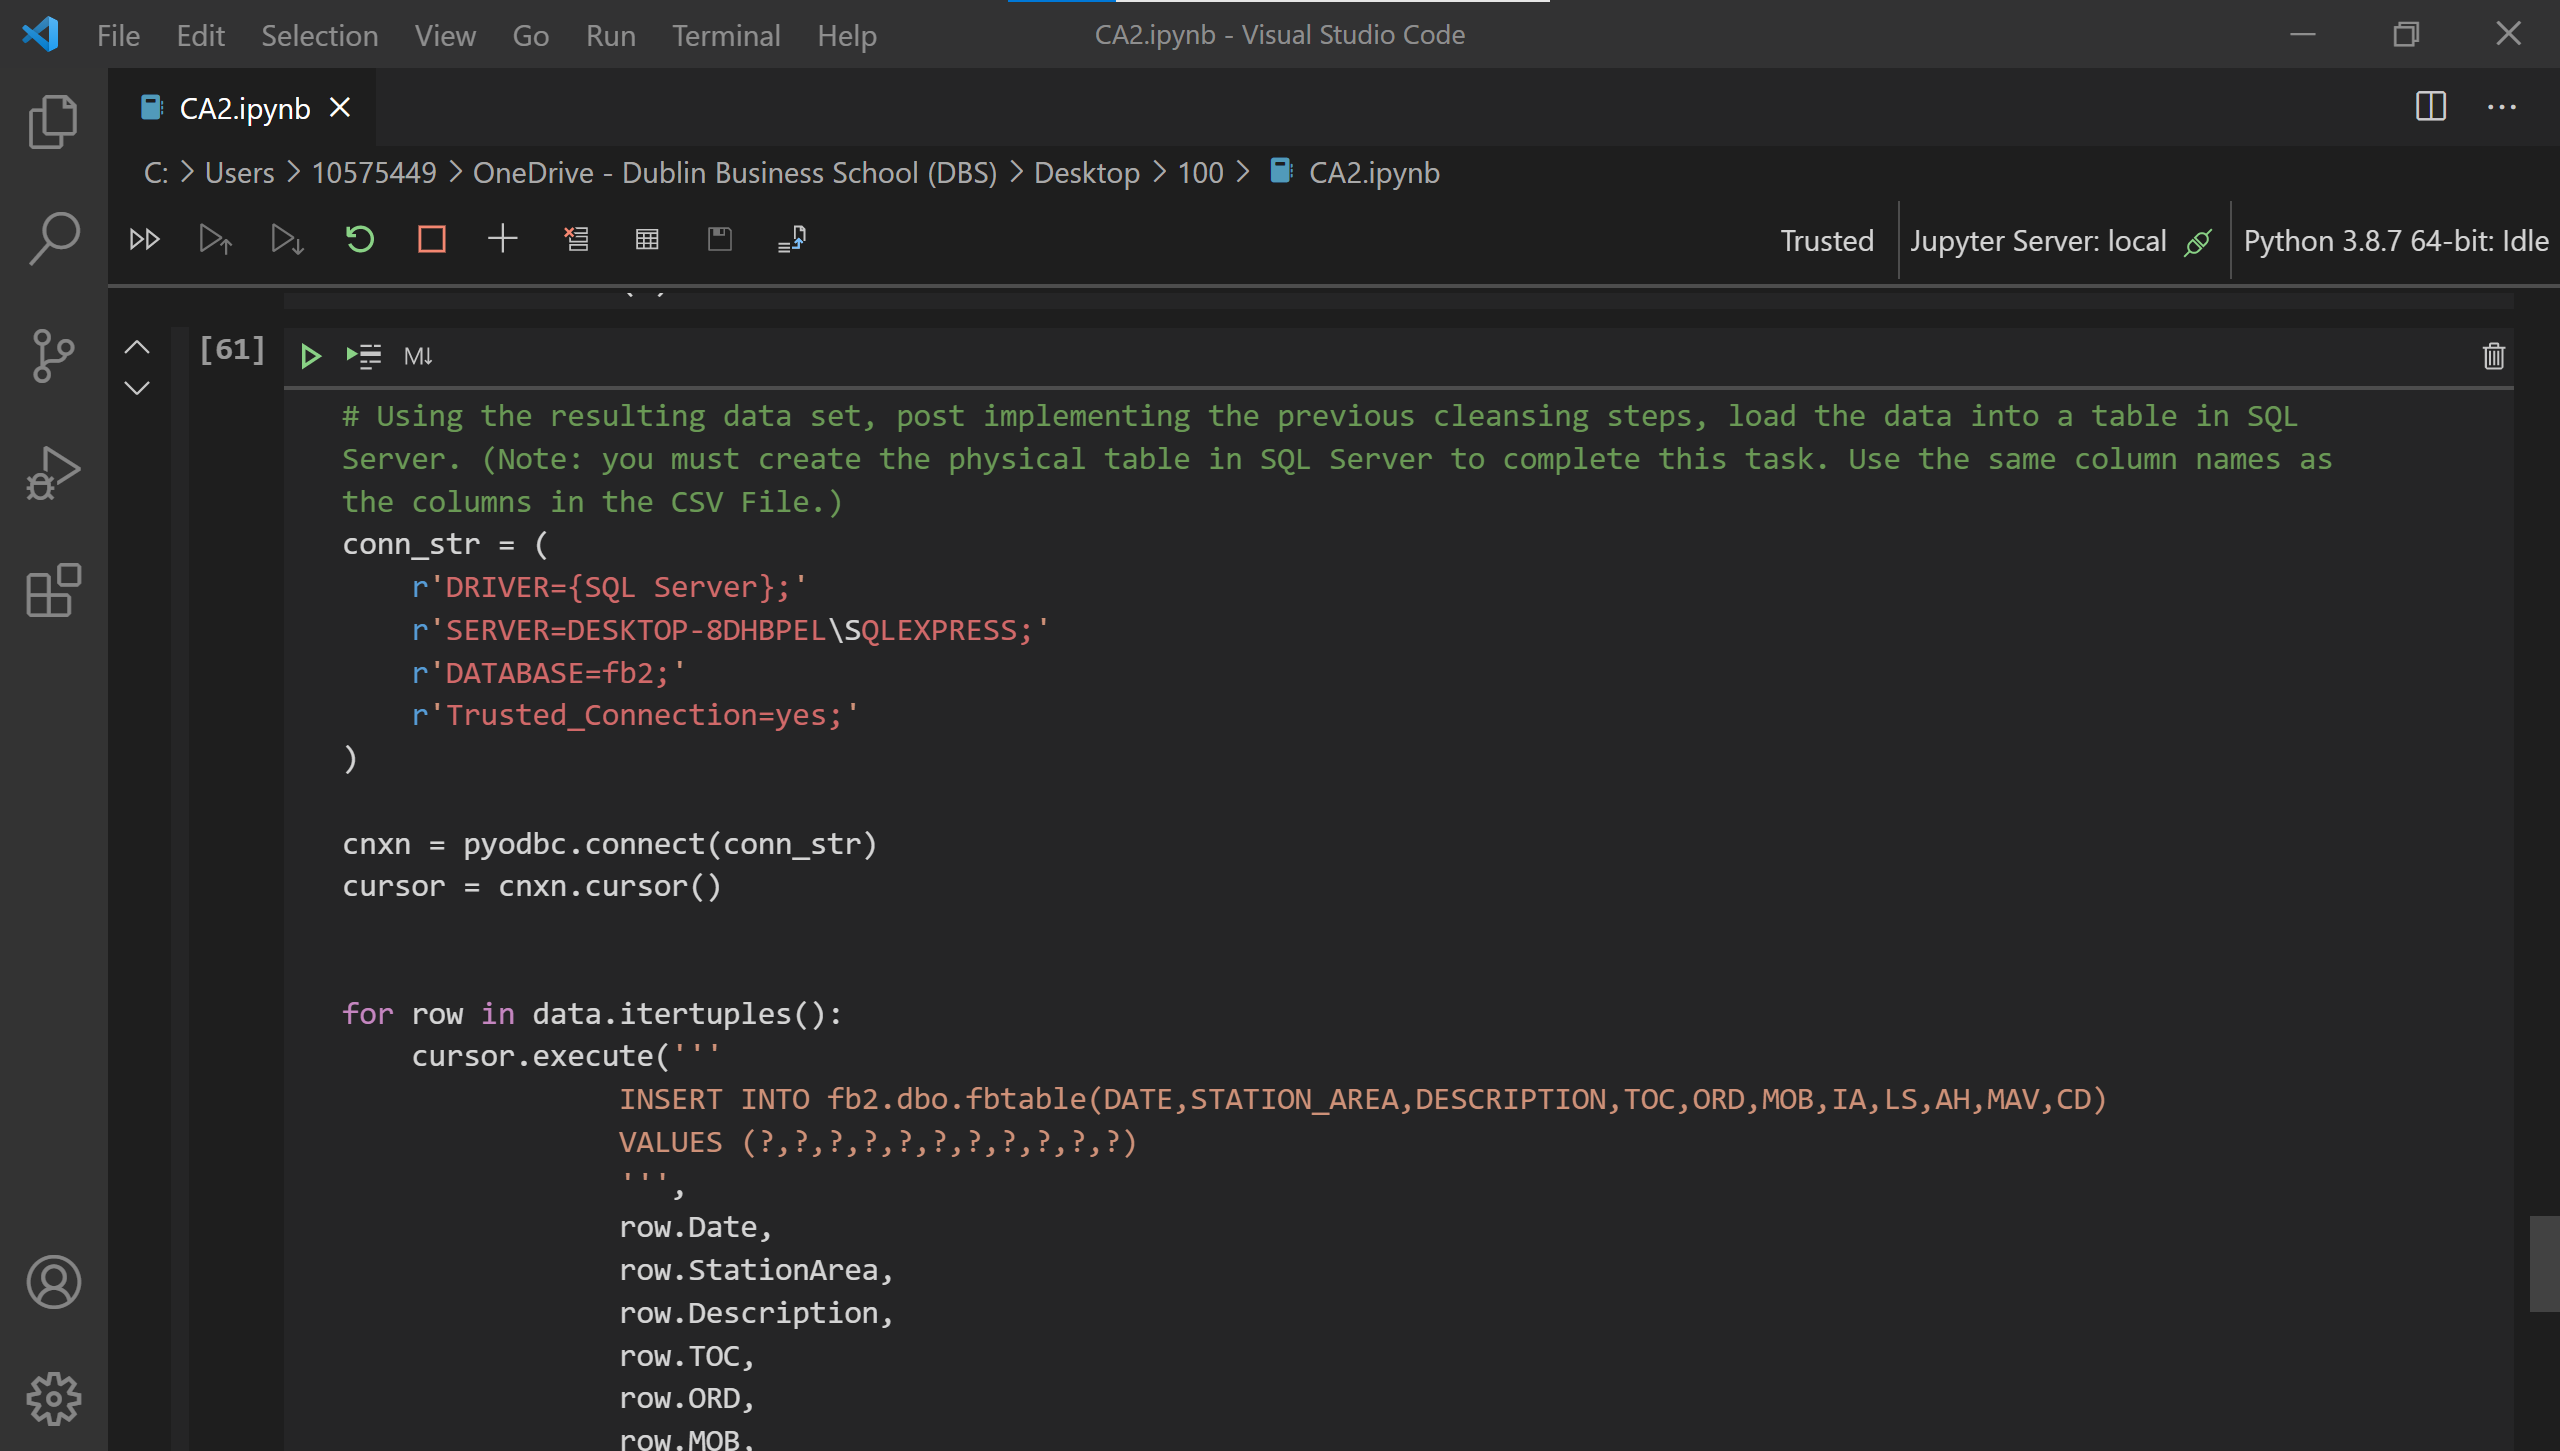 File Edit Selection View Go Run Terminal Help CA2.ipynb - Visual Studio Code
CA2.ipynb
C: > Users > 10575449 > OneDrive - Dublin Business School (DBS) > Desktop > 100 > CA2.ipynb
Trusted Jupyter Server: local Python 3.8.7 64-bit: Idle
[61] M↓
# Using the resulting data set, post implementing the previous cleansing steps, load the data into a table in SQL
Server. (Note: you must create the physical table in SQL Server to complete this task. Use the same column names as
the columns in the CSV File.)
conn_str = (
r'DRIVER={SQL Server};'
r'SERVER=DESKTOP-8DHBPEL\SQLEXPRESS;'
r'DATABASE=fb2;'
r'Trusted_Connection=yes;'
)
cnxn = pyodbc.connect(conn_str)
cursor = cnxn.cursor()
for row in data.itertuples():
cursor.execute('''
INSERT INTO fb2.dbo.fbtable(DATE,STATION_AREA,DESCRIPTION,TOC,ORD,MOB,IA,LS,AH,MAV,CD)
VALUES (?,?,?,?,?,?,?,?,?,?,?)
''',
row.Date,
row.StationArea,
row.Description,
row.TOC,
row.ORD,
row.MOB,